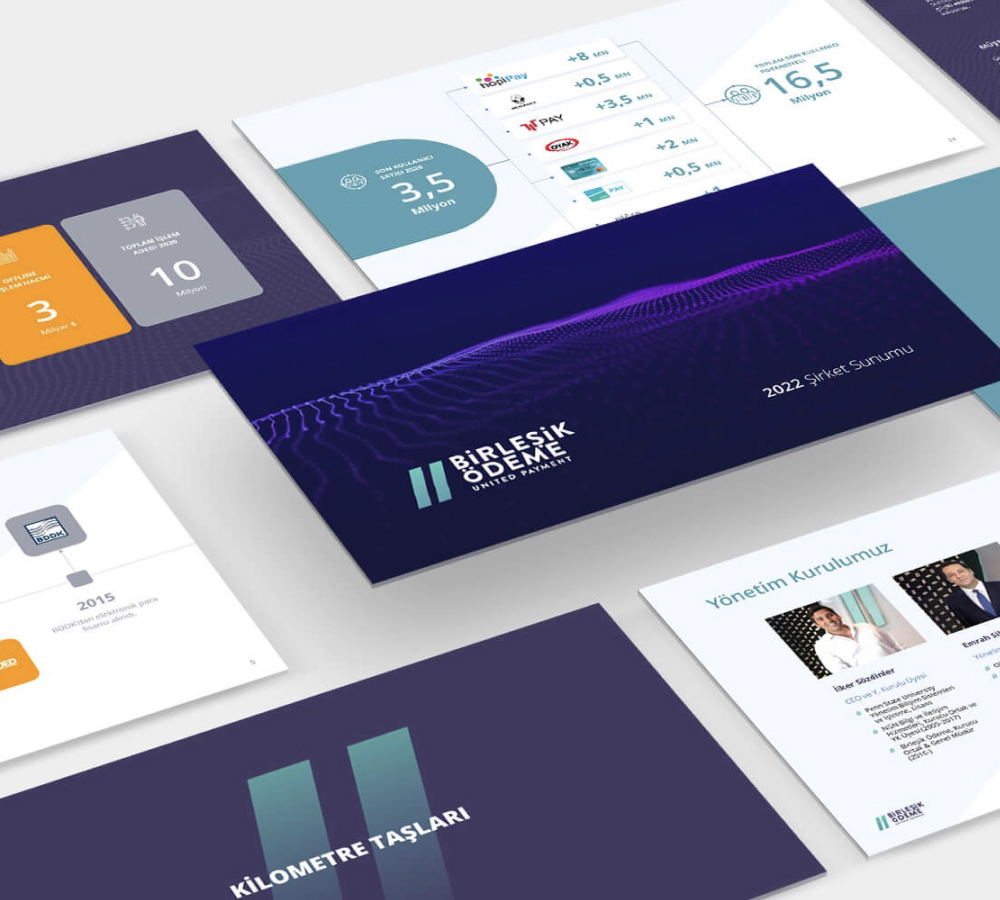 hopiPay
+8 MN
+0,5 MN
PAY
+3,5 MN
OYAK
+1 MN
+2 MN
PAY
+0,5 MN
+1
SON KULLANICI
SAYISI 2020
3,5
Milyon
TOPLAM SON KULLANICI
POTANSİYELİ
16,5
Milyon
OFFLINE
İŞLEM HACMİ
3
Milyar ₺
TOPLAM İŞLEM
ADEDİ 2020
10
Milyon
2022 Şirket Sunumu
BİRLEŞİK
ÖDEME
UNITED PAYMENT
BDDK
2015
BDDK'dan elektronik para
lisansı alındı.
5
KİLOMETRE TAŞLARI
Yönetim Kurulumuz
İlker Sözdinler
CEO ve Y. Kurulu Üyesi
Penn State University
Yönetim Bilişim Sistemleri
ve İşletme, Lisans
NGN Bilgi ve İletişim
Hizmetleri, Kurucu Ortak ve
YK Üyesi (2005-2017)
Birleşik Ödeme, Kurucu
Ortak & Genel Müdür
(2010-)
Emrah
BİRLEŞİK
ÖDEME